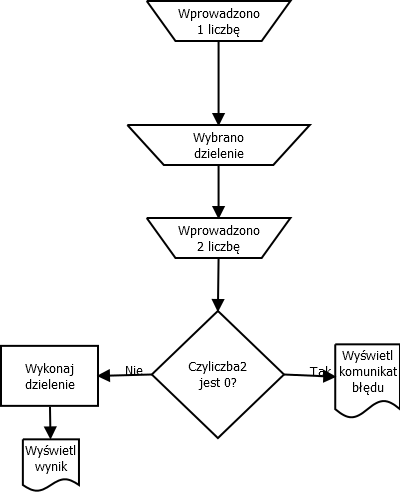 Wprowadzono
1 liczbę
Wybrano
dzielenie
Wprowadzono
2 liczbę
Czyliczba2
jest 0?
Nie
Tak
Wykonaj
dzielenie
Wyświetl
komunikat
błędu
Wyświetl
wynik